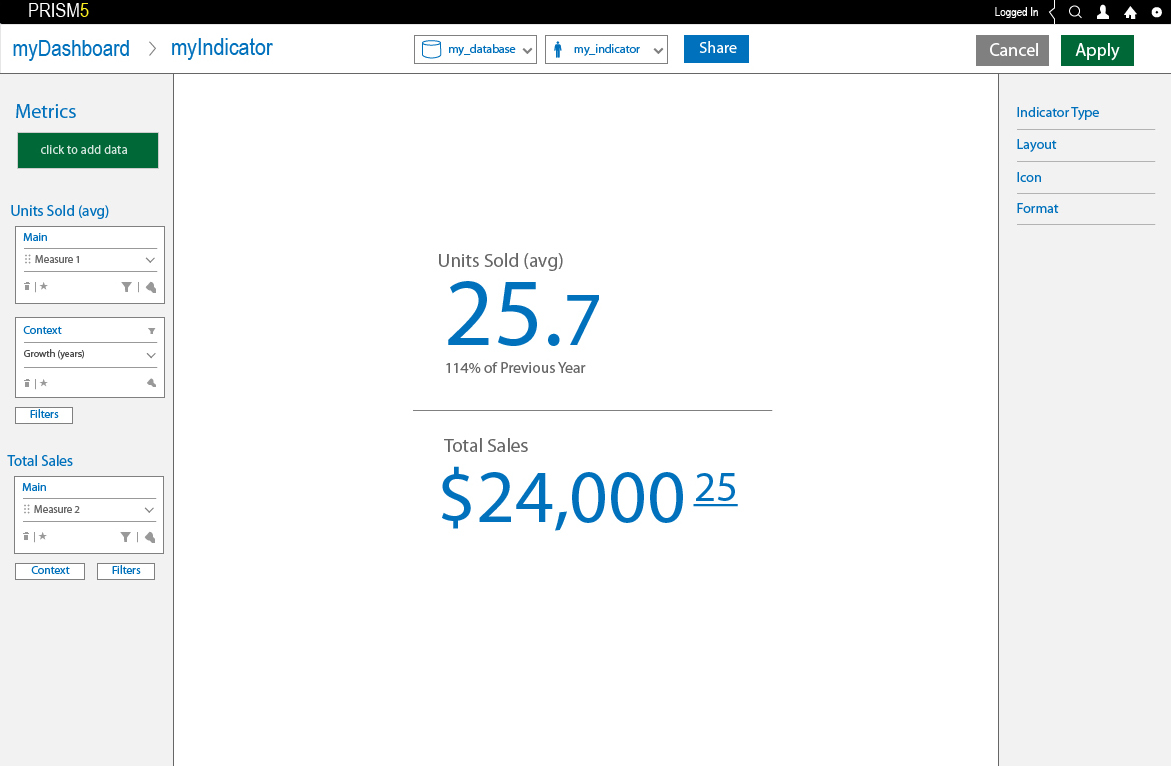 PRISM5
Logged In
myDashboard
myIndicator
my_database
my_indicator
Share
Cancel
Apply
Metrics
click to add data
Units Sold (avg)
Main
Measure 1
Context
Growth (years)
Filters
Total Sales
Main
Measure 2
Context
Filters
Units Sold (avg)
25.7
114% of Previous Year
Total Sales
$24,000 25
Indicator Type
Layout
Icon
Format